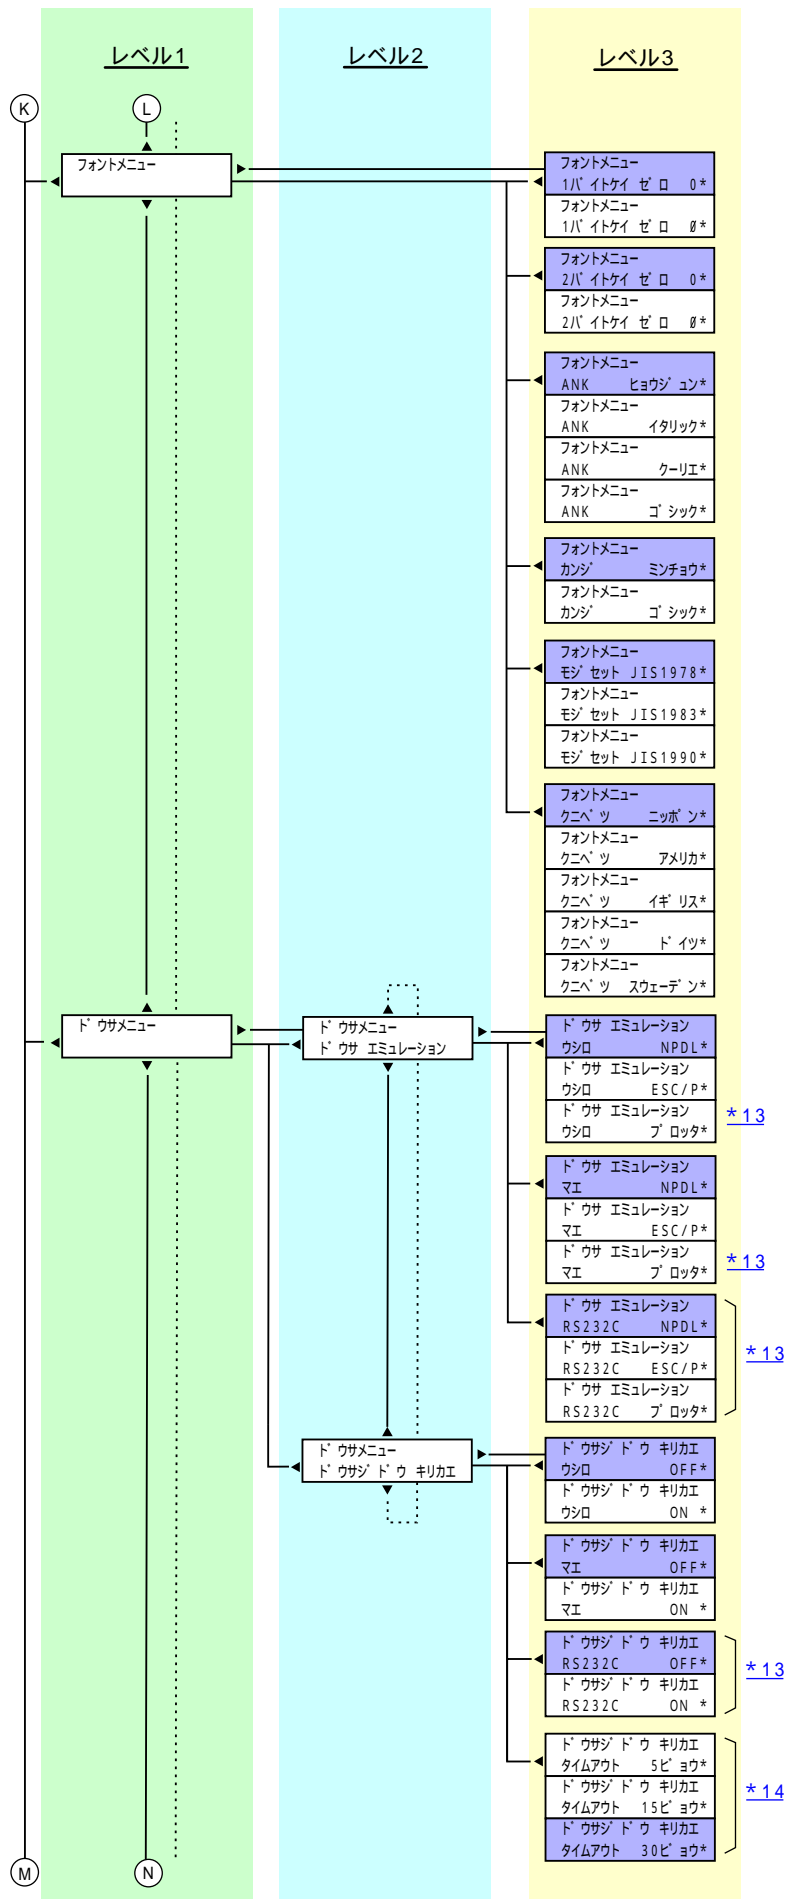 レベル1
レベル2
レベル3
K
L
フォントメニュー
フォントメニュー
1バイトケイ ゼロ 0*
フォントメニュー
1バイトケイ ゼロ Ø*
フォントメニュー
2バイトケイ ゼロ 0*
フォントメニュー
2バイトケイ ゼロ Ø*
フォントメニュー
ANK ヒョウジュン*
フォントメニュー
ANK イタリック*
フォントメニュー
ANK クーリエ*
フォントメニュー
ANK ゴシック*
フォントメニュー
カンジ ミンチョウ*
フォントメニュー
カンジ ゴシック*
フォントメニュー
モジセット JIS1978*
フォントメニュー
モジセット JIS1983*
フォントメニュー
モジセット JIS1990*
フォントメニュー
クニベツ ニッポン*
フォントメニュー
クニベツ アメリカ*
フォントメニュー
クニベツ イギリス*
フォントメニュー
クニベツ ドイツ*
フォントメニュー
クニベツ スウェーデン*
ドウサメニュー
ドウサメニュー
ドウサ エミュレーション
ドウサ エミュレーション
ウシロ NPDL*
ドウサ エミュレーション
ウシロ ESC/P*
ドウサ エミュレーション
ウシロ プロッタ*
*13
ドウサ エミュレーション
マエ NPDL*
ドウサ エミュレーション
マエ ESC/P*
ドウサ エミュレーション
マエ プロッタ*
*13
ドウサ エミュレーション
RS232C NPDL*
ドウサ エミュレーション
RS232C ESC/P*
ドウサ エミュレーション
RS232C プロッタ*
*13
ドウサメニュー
ドウサジドウ キリカエ
ドウサジドウ キリカエ
ウシロ OFF*
ドウサジドウ キリカエ
ウシロ ON *
ドウサジドウ キリカエ
マエ OFF*
ドウサジドウ キリカエ
マエ ON *
ドウサジドウ キリカエ
RS232C OFF*
ドウサジドウ キリカエ
RS232C ON *
*13
ドウサジドウ キリカエ
タイムアウト 5ビョウ*
ドウサジドウ キリカエ
タイムアウト 15ビョウ*
ドウサジドウ キリカエ
タイムアウト 30ビョウ*
*14
M
N